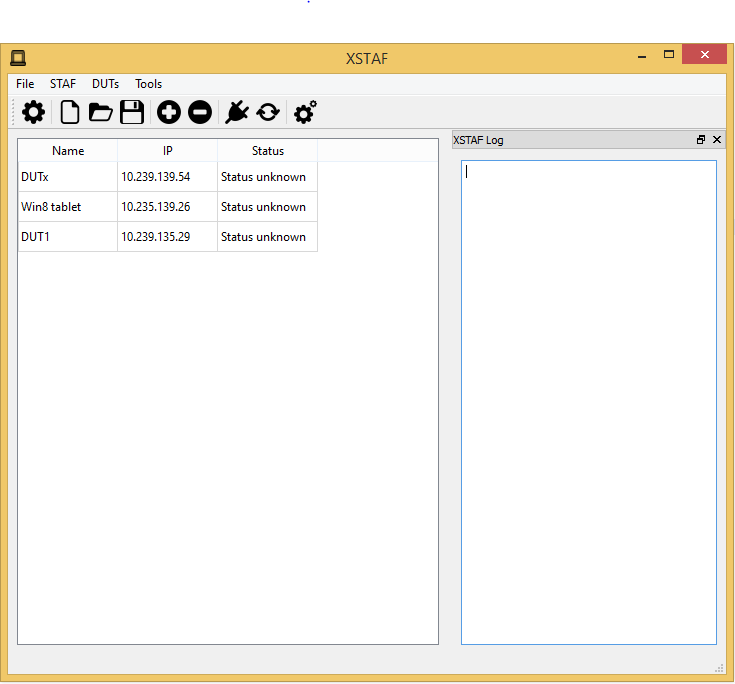 XSTAF
File STAF DUTs Tools
XSTAF Log
Name IP Status
DUTx 10.239.139.54 Status unknown
Win8 tablet 10.235.139.26 Status unknown
DUT1 10.239.135.29 Status unknown